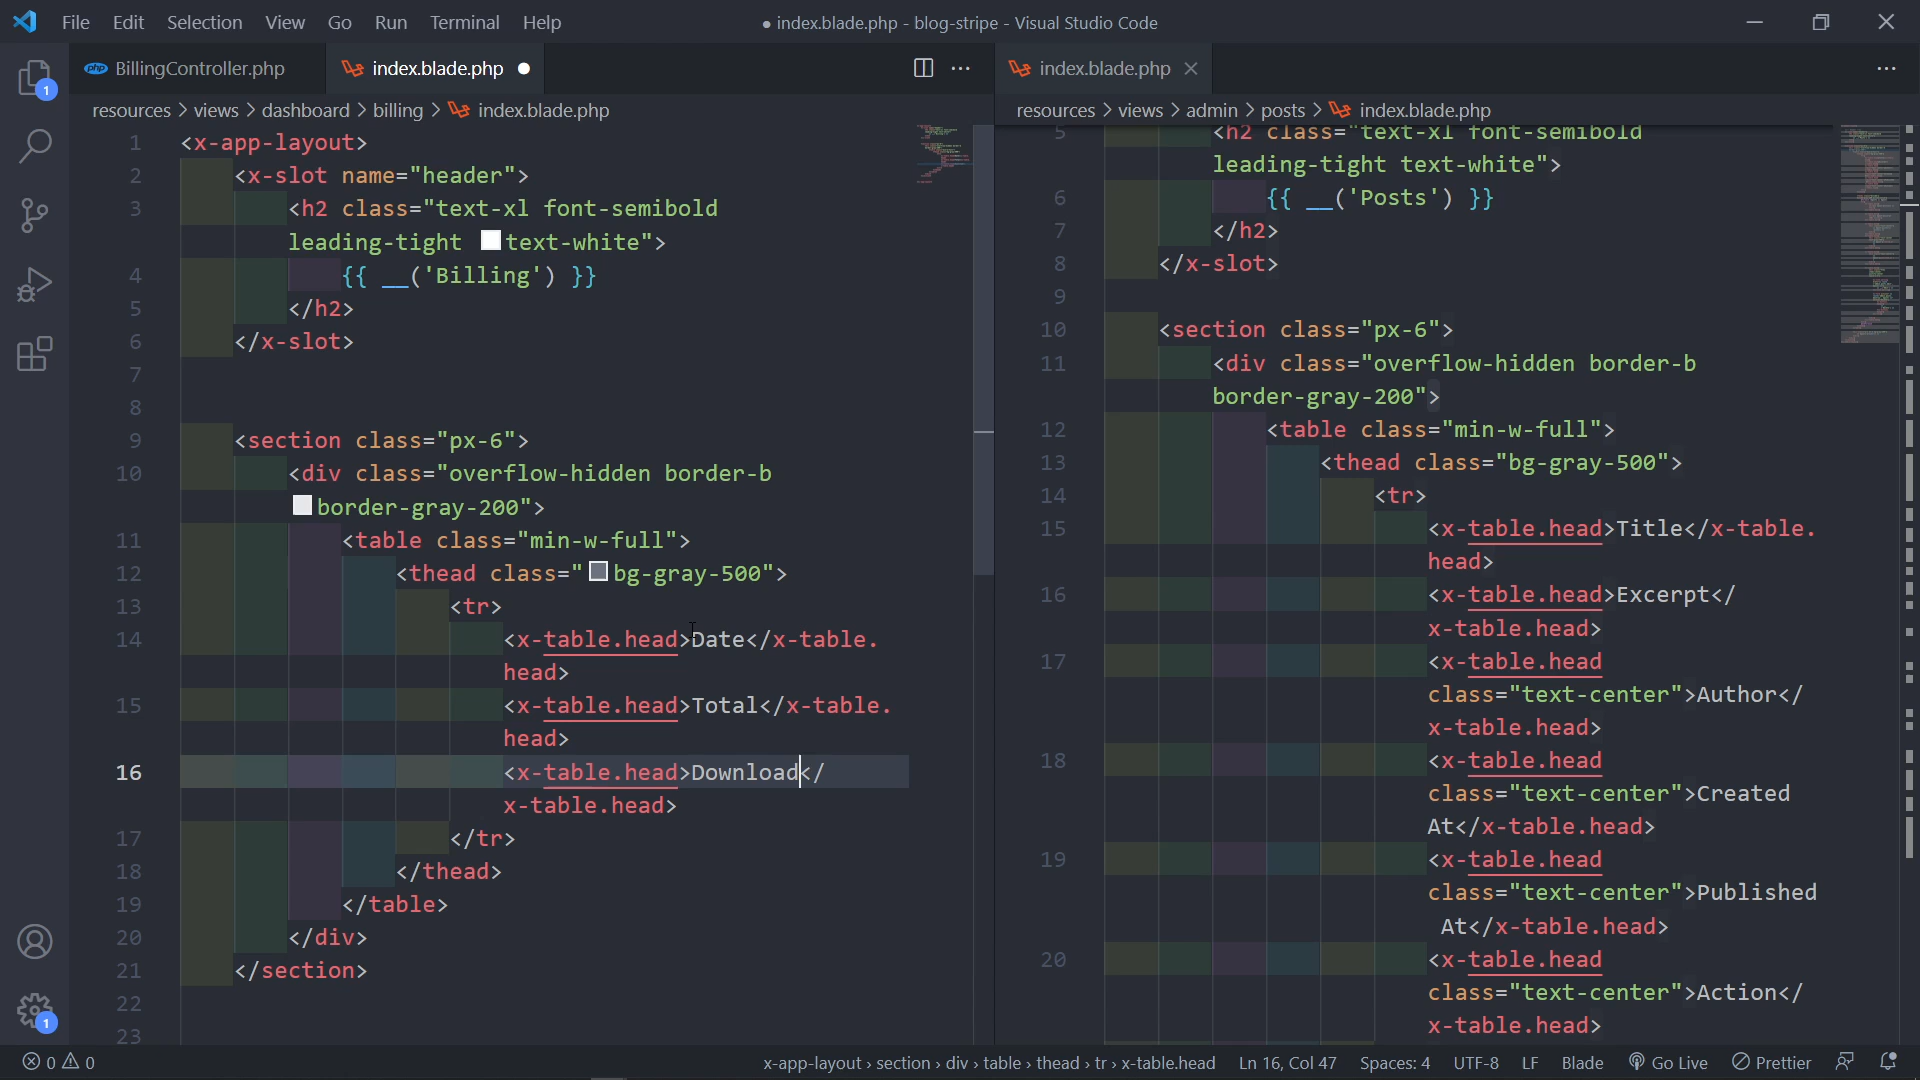 File Edit Selection View Go Run Terminal Help
● index.blade.php - blog-stripe - Visual Studio Code
php BillingController.php
index.blade.php
resources > views > dashboard > billing > index.blade.php
1 <x-app-layout>
2 <x-slot name="header">
3 <h2 class="text-xl font-semibold
leading-tight text-white">
4 {{ __('Billing') }}
5 </h2>
6 </x-slot>
7
8
9 <section class="px-6">
10 <div class="overflow-hidden border-b
border-gray-200">
11 <table class="min-w-full">
12 <thead class="bg-gray-500">
13 <tr>
14 <x-table.head>Date</x-table.
head>
15 <x-table.head>Total</x-table.
head>
16 <x-table.head>Download</
x-table.head>
17 </tr>
18 </thead>
19 </table>
20 </div>
21 </section>
22
23
index.blade.php
resources > views > admin > posts > index.blade.php
5 <h2 class="text-xl font-semibold
leading-tight text-white">
6 {{ __('Posts') }}
7 </h2>
8 </x-slot>
9
10 <section class="px-6">
11 <div class="overflow-hidden border-b
border-gray-200">
12 <table class="min-w-full">
13 <thead class="bg-gray-500">
14 <tr>
15 <x-table.head>Title</x-table.
head>
16 <x-table.head>Excerpt</
x-table.head>
17 <x-table.head
class="text-center">Author</
x-table.head>
18 <x-table.head
class="text-center">Created
At</x-table.head>
19 <x-table.head
class="text-center">Published
At</x-table.head>
20 <x-table.head
class="text-center">Action</
x-table.head>
1
1
0 0
x-app-layout › section › div › table › thead › tr › x-table.head
Ln 16, Col 47
Spaces: 4
UTF-8
LF
Blade
Go Live
Prettier